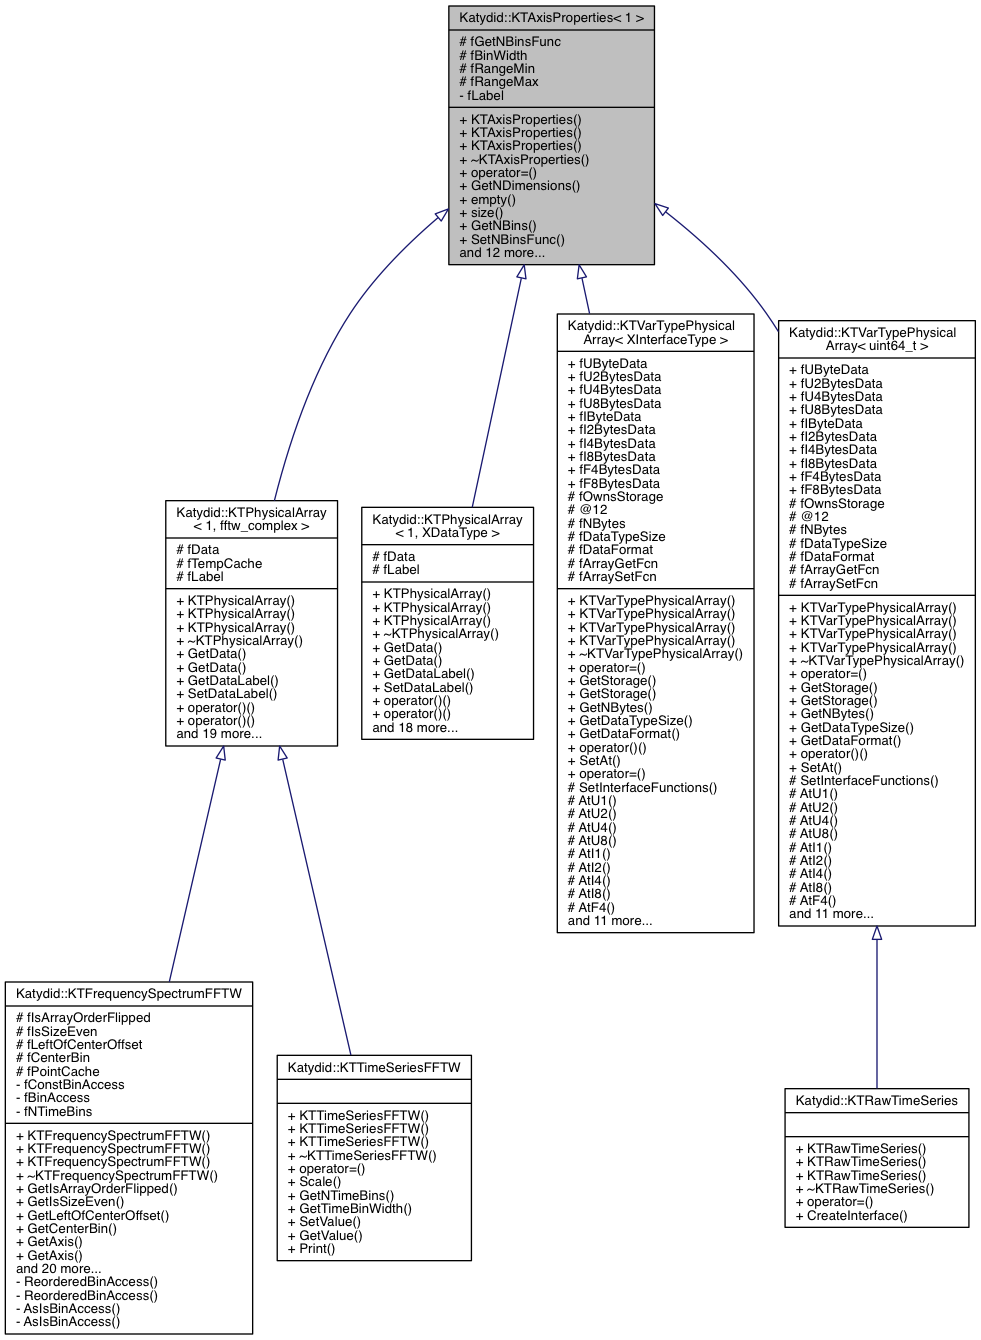 Katydid::KTAxisProperties< 1 >
# fGetNBinsFunc
# fBinWidth
# fRangeMin
# fRangeMax
- fLabel
+ KTAxisProperties()
+ KTAxisProperties()
+ KTAxisProperties()
+ ~KTAxisProperties()
+ operator=()
+ GetNDimensions()
+ empty()
+ size()
+ GetNBins()
+ SetNBinsFunc()
and 12 more...
Katydid::KTPhysicalArray
< 1, fftw_complex >
# fData
# fTempCache
# fLabel
+ KTPhysicalArray()
+ KTPhysicalArray()
+ KTPhysicalArray()
+ ~KTPhysicalArray()
+ GetData()
+ GetData()
+ GetDataLabel()
+ SetDataLabel()
+ operator()()
+ operator()()
and 19 more...
Katydid::KTPhysicalArray
< 1, XDataType >
# fData
# fLabel
+ KTPhysicalArray()
+ KTPhysicalArray()
+ KTPhysicalArray()
+ ~KTPhysicalArray()
+ GetData()
+ GetData()
+ GetDataLabel()
+ SetDataLabel()
+ operator()()
+ operator()()
and 18 more...
Katydid::KTVarTypePhysical
Array< XInterfaceType >
+ fUByteData
+ fU2BytesData
+ fU4BytesData
+ fU8BytesData
+ fIByteData
+ fI2BytesData
+ fI4BytesData
+ fI8BytesData
+ fF4BytesData
+ fF8BytesData
# fOwnsStorage
# @12
# fNBytes
# fDataTypeSize
# fDataFormat
# fArrayGetFcn
# fArraySetFcn
+ KTVarTypePhysicalArray()
+ KTVarTypePhysicalArray()
+ KTVarTypePhysicalArray()
+ KTVarTypePhysicalArray()
+ ~KTVarTypePhysicalArray()
+ operator=()
+ GetStorage()
+ GetStorage()
+ GetNBytes()
+ GetDataTypeSize()
+ GetDataFormat()
+ operator()()
+ SetAt()
+ operator=()
# SetInterfaceFunctions()
# AtU1()
# AtU2()
# AtU4()
# AtU8()
# AtI1()
# AtI2()
# AtI4()
# AtI8()
# AtF4()
and 11 more...
Katydid::KTVarTypePhysical
Array< uint64_t >
+ fUByteData
+ fU2BytesData
+ fU4BytesData
+ fU8BytesData
+ fIByteData
+ fI2BytesData
+ fI4BytesData
+ fI8BytesData
+ fF4BytesData
+ fF8BytesData
# fOwnsStorage
# @12
# fNBytes
# fDataTypeSize
# fDataFormat
# fArrayGetFcn
# fArraySetFcn
+ KTVarTypePhysicalArray()
+ KTVarTypePhysicalArray()
+ KTVarTypePhysicalArray()
+ KTVarTypePhysicalArray()
+ ~KTVarTypePhysicalArray()
+ operator=()
+ GetStorage()
+ GetStorage()
+ GetNBytes()
+ GetDataTypeSize()
+ GetDataFormat()
+ operator()()
+ SetAt()
# SetInterfaceFunctions()
# AtU1()
# AtU2()
# AtU4()
# AtU8()
# AtI1()
# AtI2()
# AtI4()
# AtI8()
# AtF4()
and 11 more...
Katydid::KTFrequencySpectrumFFTW
# fIsArrayOrderFlipped
# fIsSizeEven
# fLeftOfCenterOffset
# fCenterBin
# fPointCache
- fConstBinAccess
- fBinAccess
- fNTimeBins
+ KTFrequencySpectrumFFTW()
+ KTFrequencySpectrumFFTW()
+ KTFrequencySpectrumFFTW()
+ ~KTFrequencySpectrumFFTW()
+ GetIsArrayOrderFlipped()
+ GetIsSizeEven()
+ GetLeftOfCenterOffset()
+ GetCenterBin()
+ GetAxis()
+ GetAxis()
and 20 more...
- ReorderedBinAccess()
- ReorderedBinAccess()
- AsIsBinAccess()
- AsIsBinAccess()
Katydid::KTTimeSeriesFFTW
+ KTTimeSeriesFFTW()
+ KTTimeSeriesFFTW()
+ KTTimeSeriesFFTW()
+ ~KTTimeSeriesFFTW()
+ operator=()
+ Scale()
+ GetNTimeBins()
+ GetTimeBinWidth()
+ SetValue()
+ GetValue()
+ Print()
Katydid::KTRawTimeSeries
+ KTRawTimeSeries()
+ KTRawTimeSeries()
+ KTRawTimeSeries()
+ ~KTRawTimeSeries()
+ operator=()
+ CreateInterface()